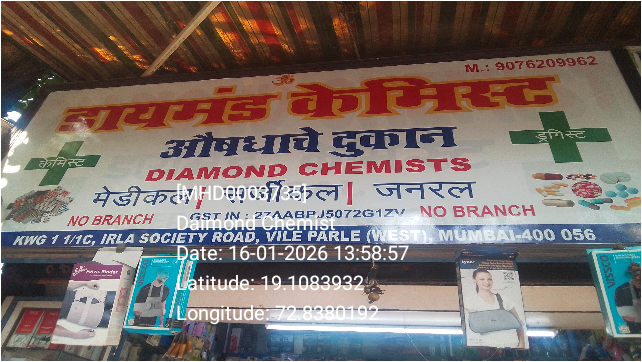 ॐ
M.: 9076209962
डायमंड केमिस्ट
औषधाचे दुकान
केमिस्ट
ड्रगिस्ट
DIAMOND CHEMISTS
मेडीकल | सर्जीकल | जनरल
[MHD0003735]
NO BRANCH GST IN : 27AABPJ5072G1ZV NO BRANCH
Daimond Chemist
KWG 1 1/1C, IRLA SOCIETY ROAD, VILE PARLE (WEST), MUMBAI-400 056
Date: 16-01-2026 13:58:57
Latitude: 19.1083932
Longitude: 72.8380192